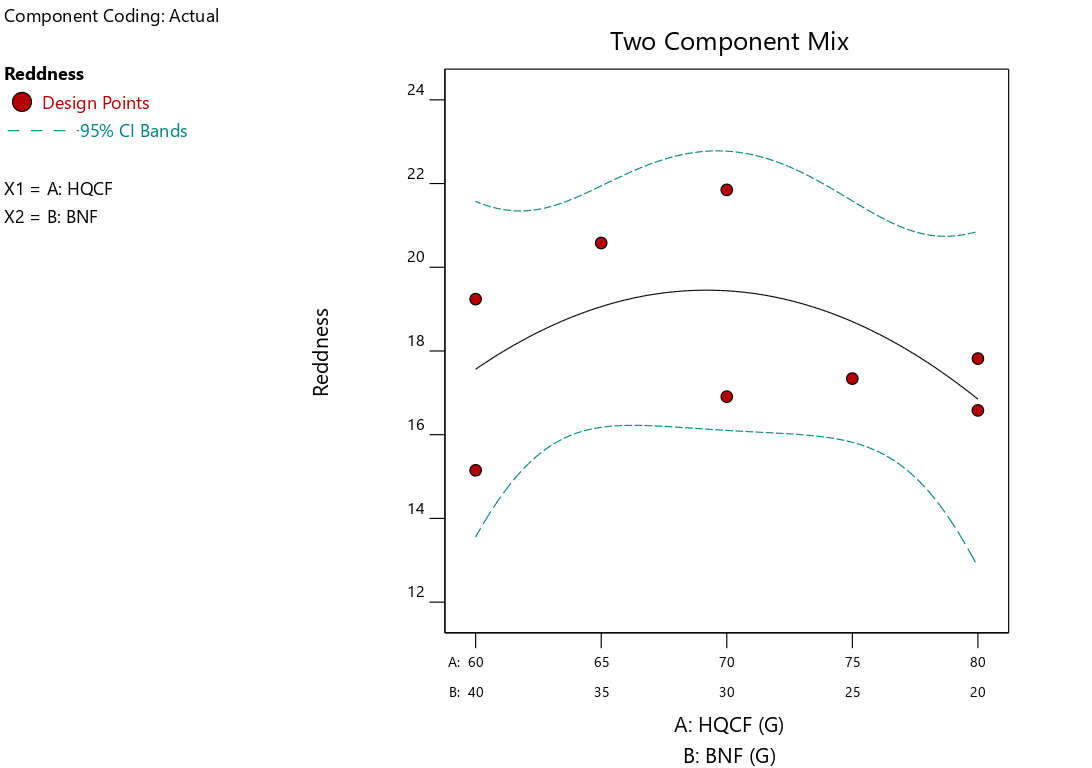 Component Coding: Actual
Reddness
Design Points
95% CI Bands
X1 = A: HQCF
X2 = B: BNF
Two Component Mix
24
22
20
18
16
14
12
Reddness
A: 60 65 70 75 80
B: 40 35 30 25 20
A: HQCF (G)
B: BNF (G)